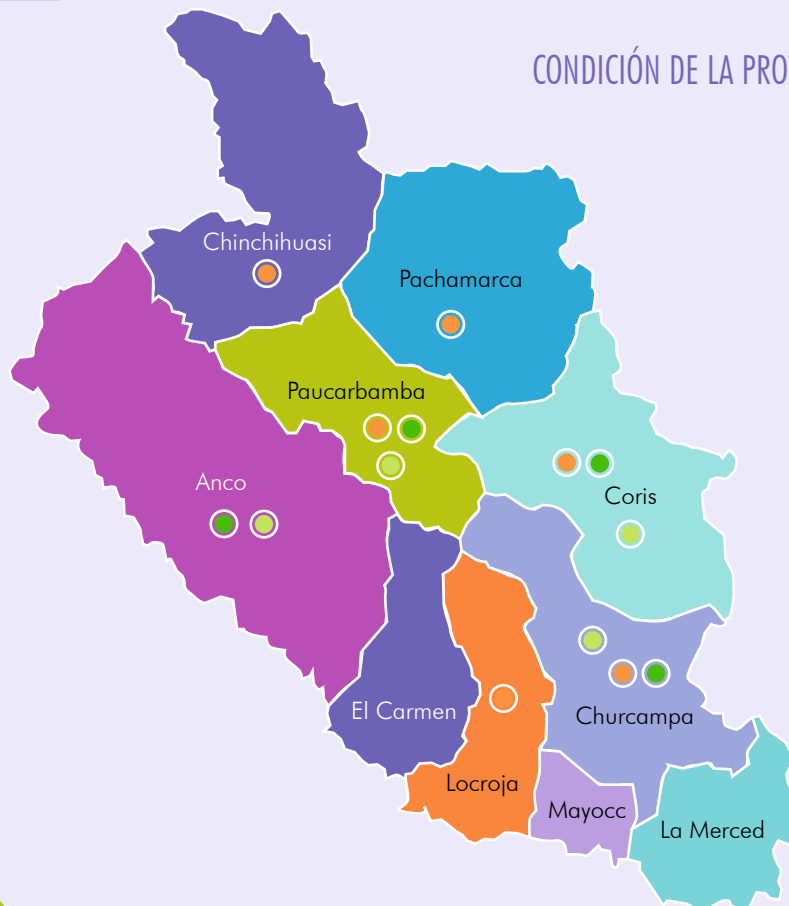 CONDICIÓN DE LA PRO
Chinchihuasi
Pachamarca
Paucarbamba
Anco
Coris
El Carmen
Churcampa
Locroja
Mayocc
La Merced